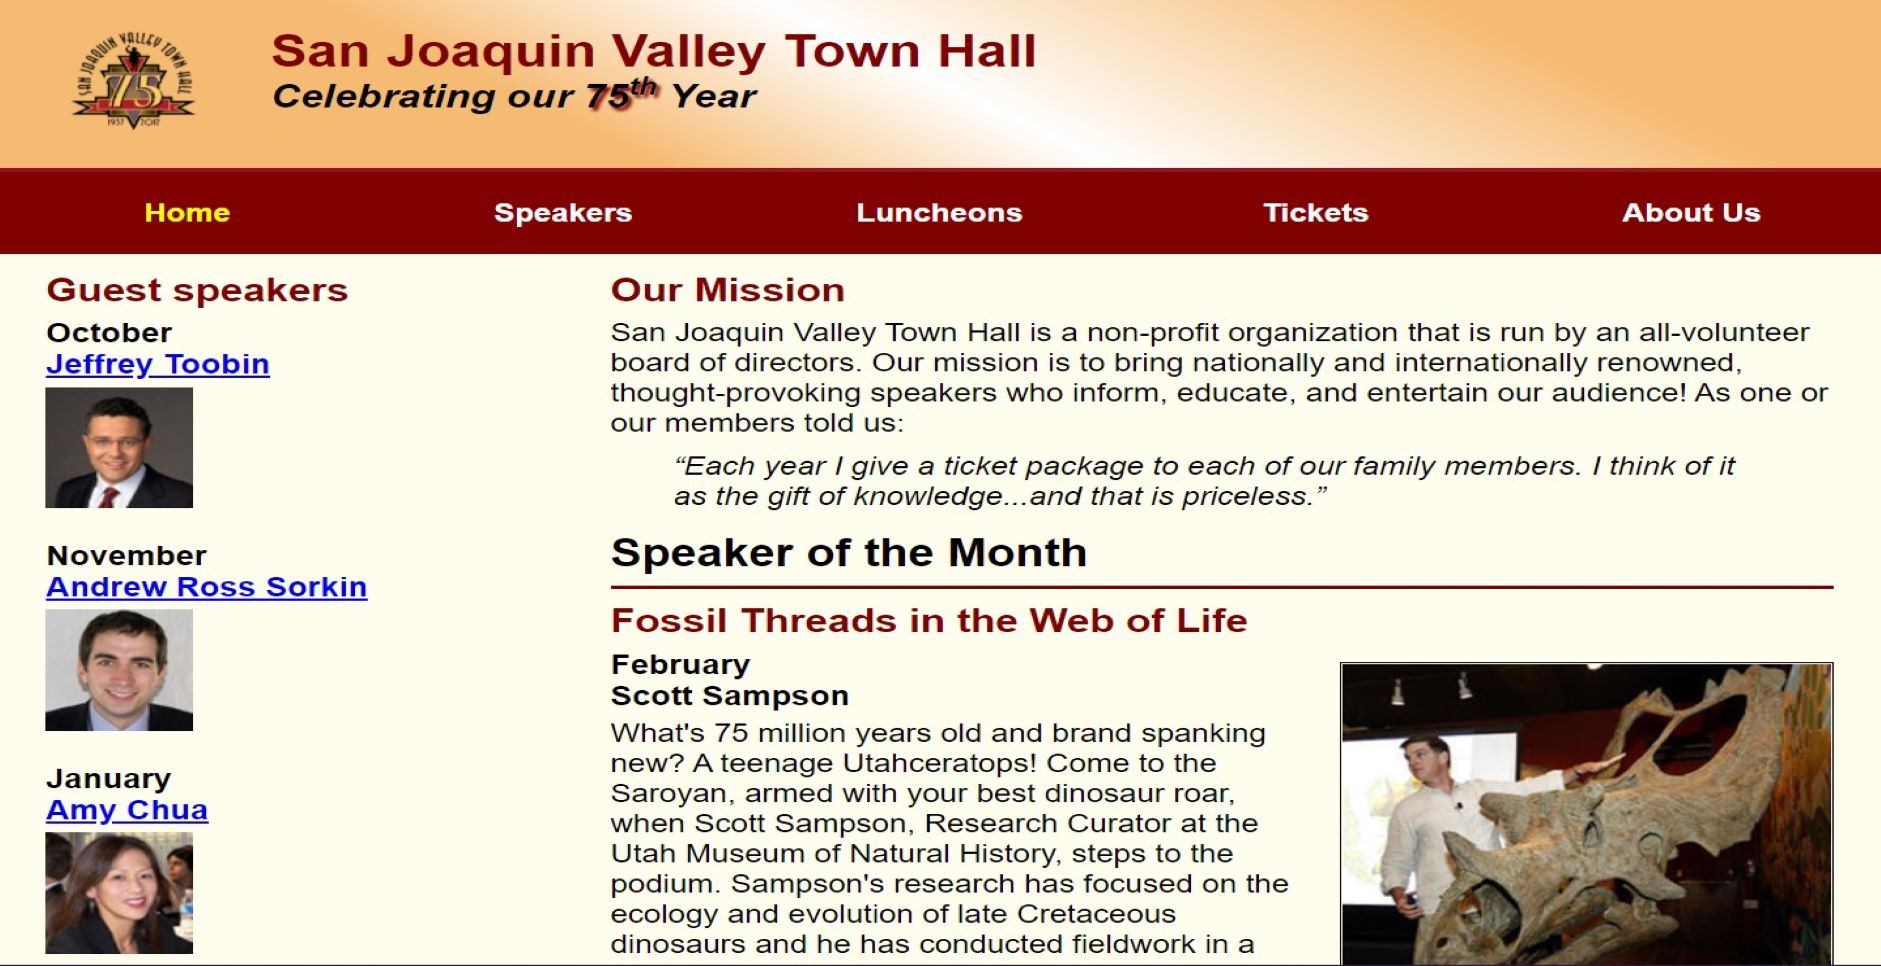 SAN JOAQUIN VALLEY TOWN HALL
75
1937 2012
San Joaquin Valley Town Hall
Celebrating our 75th Year
Home Speakers Luncheons Tickets About Us
Guest speakers
October
Jeffrey Toobin
November
Andrew Ross Sorkin
January
Amy Chua
Our Mission
San Joaquin Valley Town Hall is a non-profit organization that is run by an all-volunteer
board of directors. Our mission is to bring nationally and internationally renowned,
thought-provoking speakers who inform, educate, and entertain our audience! As one or
our members told us:
“Each year I give a ticket package to each of our family members. I think of it
as the gift of knowledge...and that is priceless.”
Speaker of the Month
Fossil Threads in the Web of Life
February
Scott Sampson
What's 75 million years old and brand spanking
new? A teenage Utahceratops! Come to the
Saroyan, armed with your best dinosaur roar,
when Scott Sampson, Research Curator at the
Utah Museum of Natural History, steps to the
podium. Sampson's research has focused on the
ecology and evolution of late Cretaceous
dinosaurs and he has conducted fieldwork in a